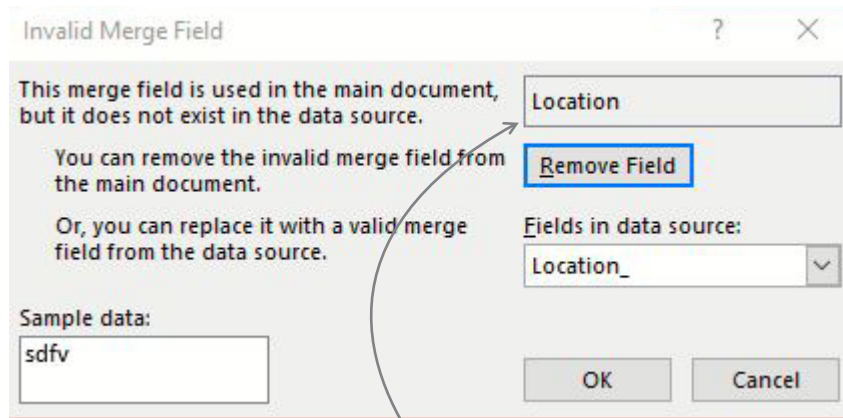 Invalid Merge Field
?
This merge field is used in the main document,
but it does not exist in the data source.
Location
You can remove the invalid merge field from
the main document.
Remove Field
Or, you can replace it with a valid merge
field from the data source.
Fields in data source:
Location_
Sample data:
sdfv
OK
Cancel